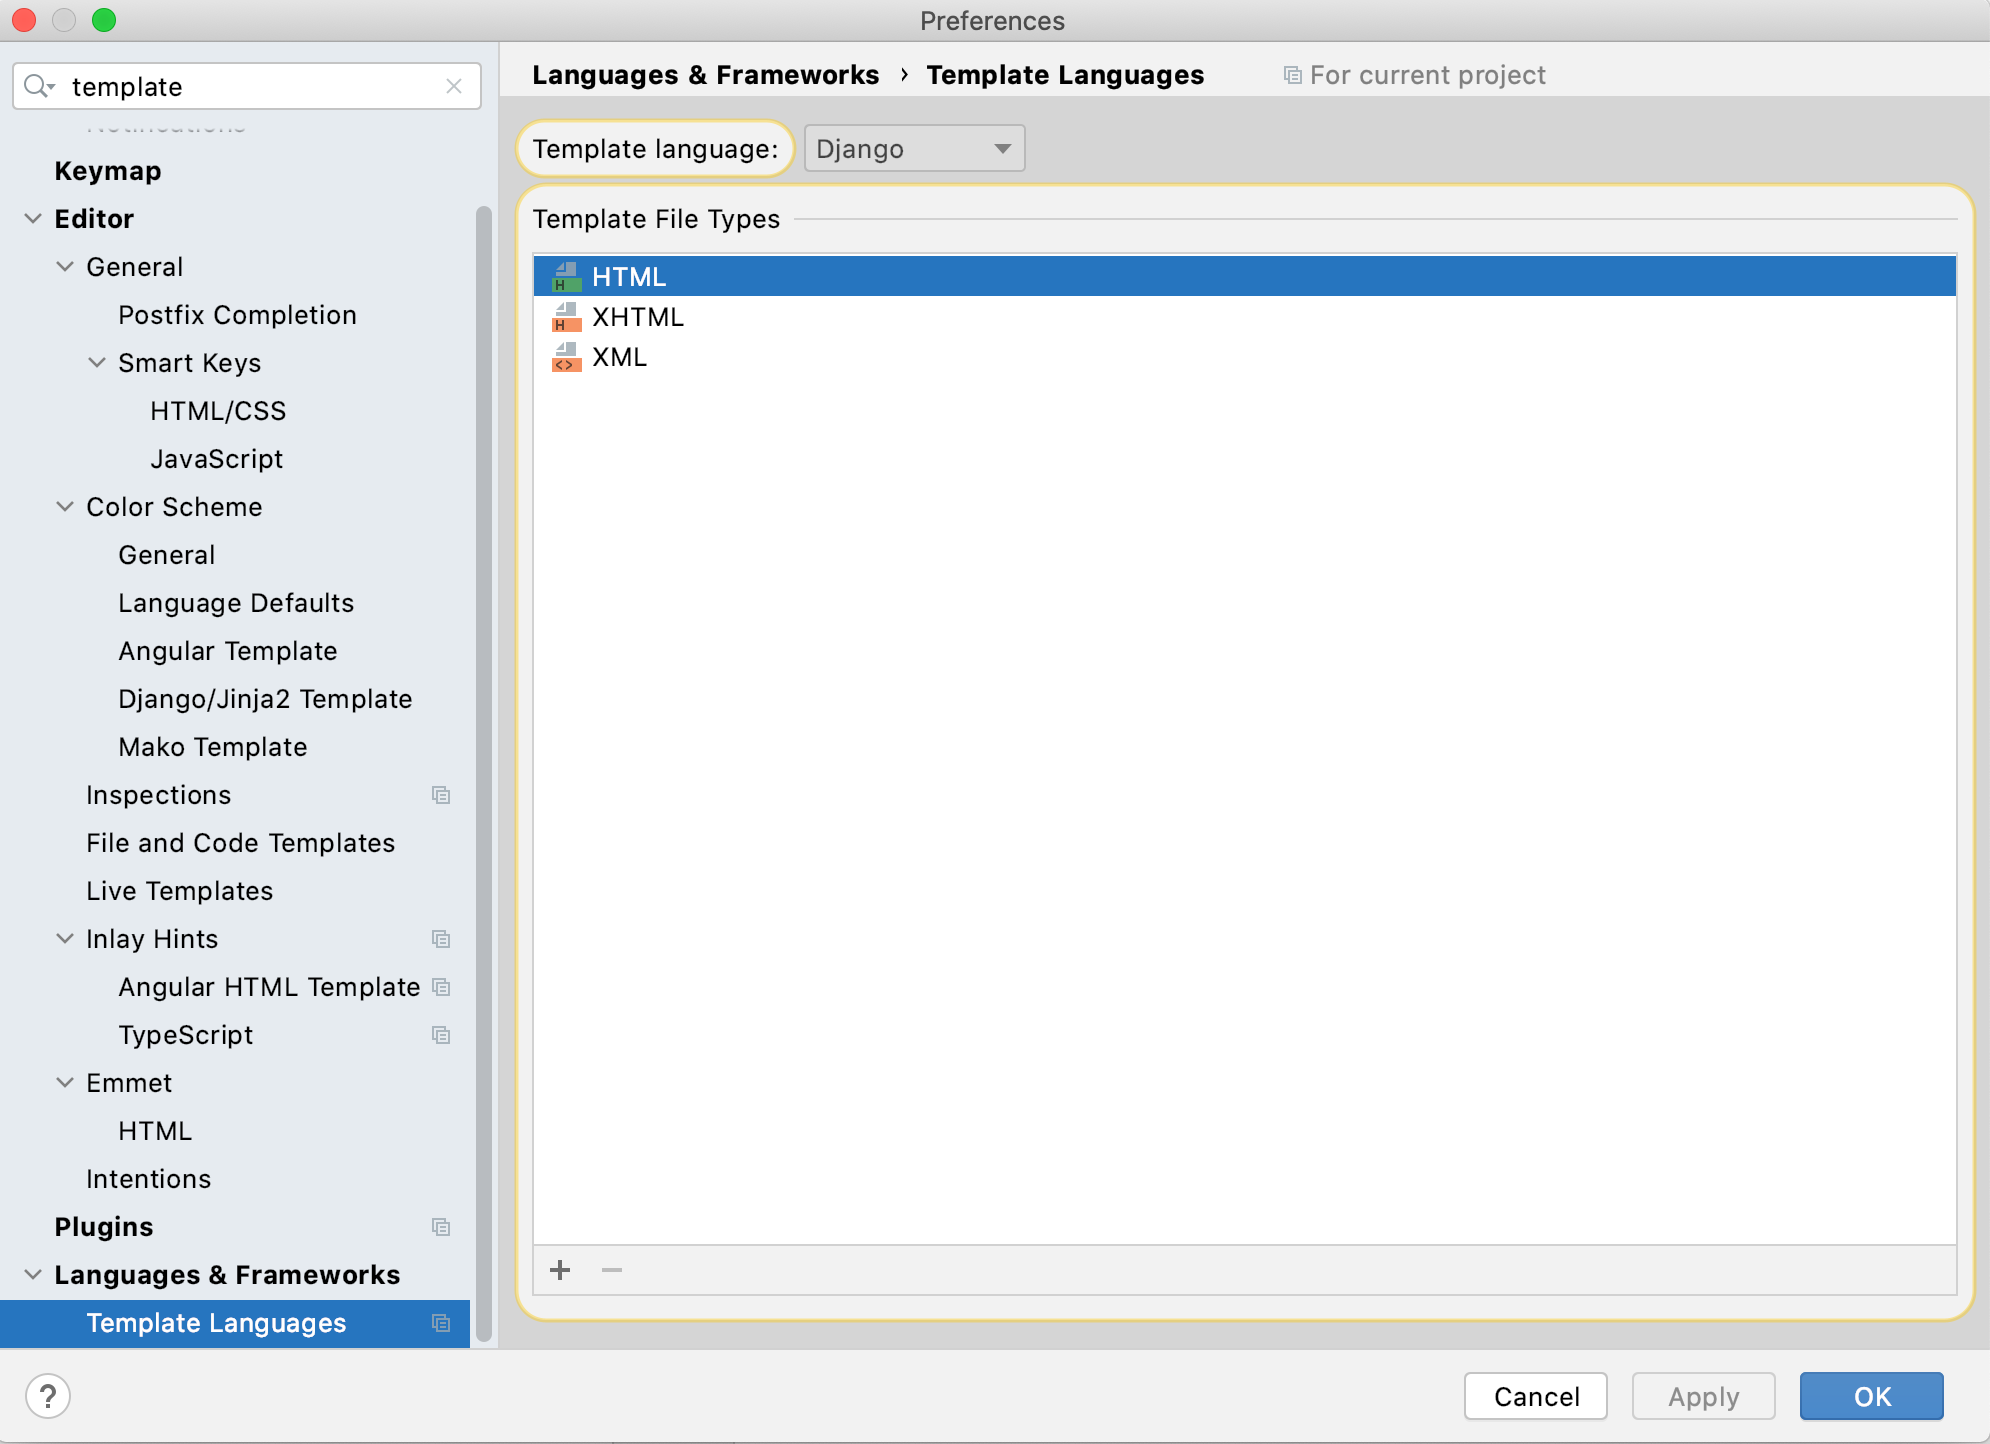 Preferences
template
Languages & Frameworks › Template Languages
For current project
Notifications
Keymap
Editor
General
Postfix Completion
Smart Keys
HTML/CSS
JavaScript
Color Scheme
General
Language Defaults
Angular Template
Django/Jinja2 Template
Mako Template
Inspections
File and Code Templates
Live Templates
Inlay Hints
Angular HTML Template
TypeScript
Emmet
HTML
Intentions
Plugins
Languages & Frameworks
Template Languages
Template language: Django
Template File Types
H HTML
H XHTML
<> XML
+ −
?
Cancel
Apply
OK